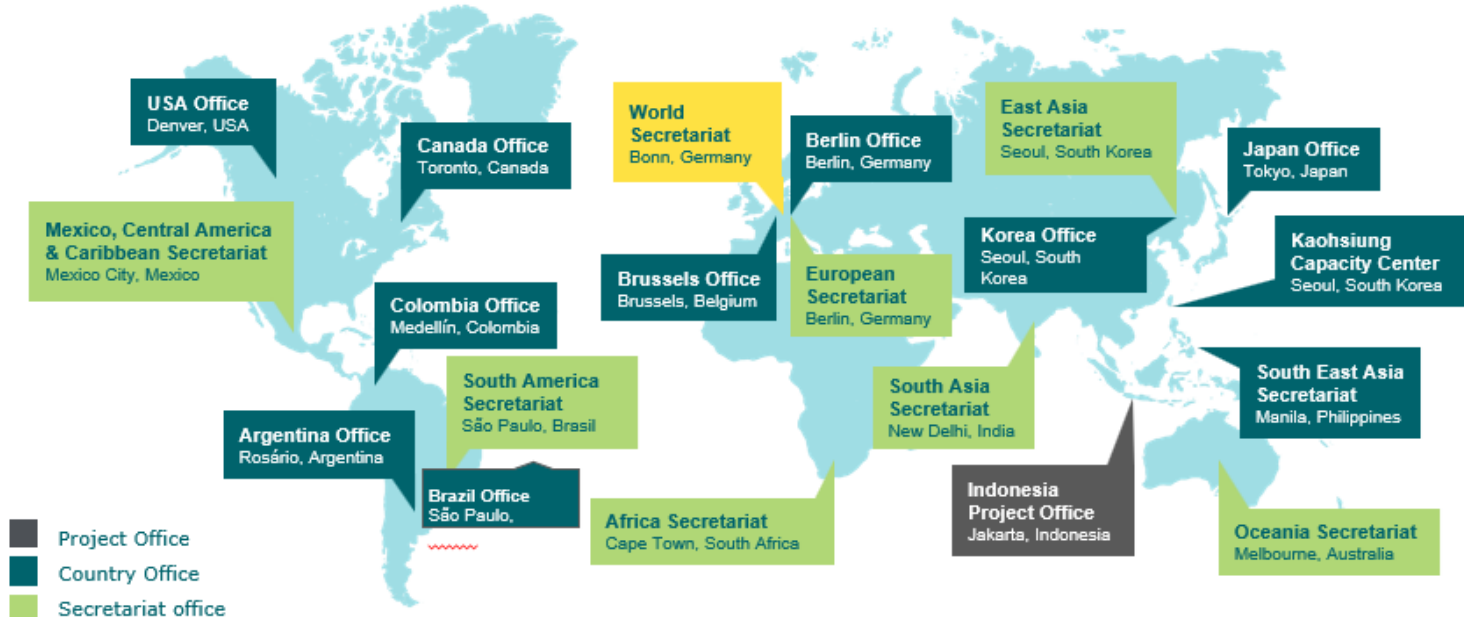 USA Office
Denver, USA
Canada Office
Toronto, Canada
Mexico, Central America
& Caribbean Secretariat
Mexico City, Mexico
Colombia Office
Medellín, Colombia
South America
Secretariat
São Paulo, Brasil
Argentina Office
Rosário, Argentina
Brazil Office
São Paulo,
World
Secretariat
Bonn, Germany
Berlin Office
Berlin, Germany
Brussels Office
Brussels, Belgium
European
Secretariat
Berlin, Germany
Africa Secretariat
Cape Town, South Africa
East Asia
Secretariat
Seoul, South Korea
Japan Office
Tokyo, Japan
Korea Office
Seoul, South
Korea
Kaohsiung
Capacity Center
Seoul, South Korea
South Asia
Secretariat
New Delhi, India
South East Asia
Secretariat
Manila, Philippines
Indonesia
Project Office
Jakarta, Indonesia
Oceania Secretariat
Melbourne, Australia
Project Office
Country Office
Secretariat office